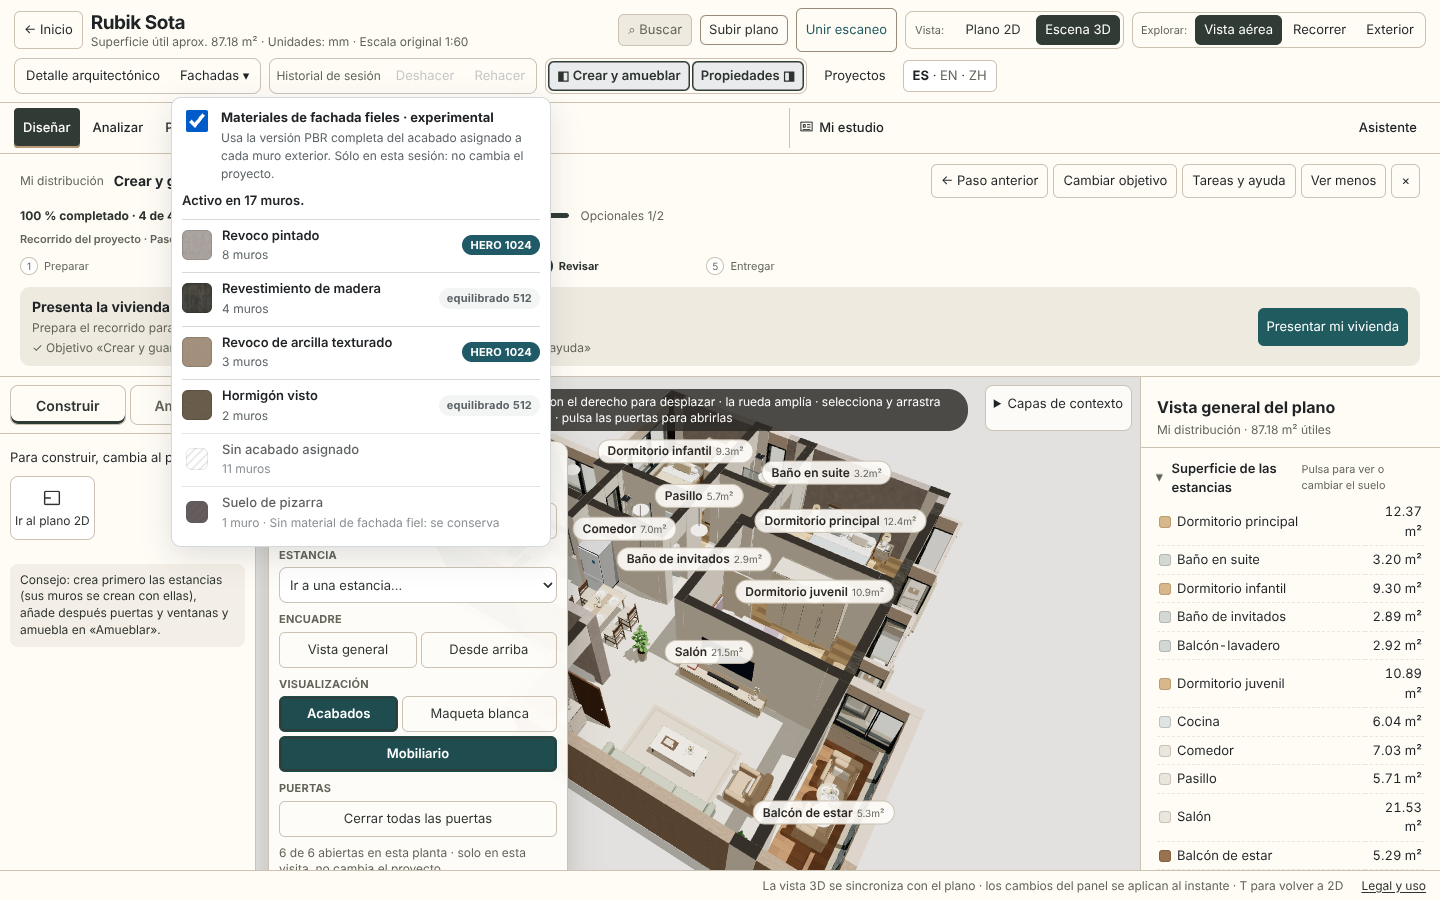 ← Inicio
Rubik Sota
Superficie útil aprox. 87.18 m² · Unidades: mm · Escala original 1:60
Buscar
Subir plano
Unir escaneo
Vista:
Plano 2D
Escena 3D
Explorar:
Vista aérea
Recorrer
Exterior
Detalle arquitectónico
Fachadas ▾
Historial de sesión
Deshacer
Rehacer
Crear y amueblar
Propiedades
Proyectos
ES · EN · ZH
Diseñar
Analizar
Mi estudio
Asistente
Materiales de fachada fieles · experimental
Usa la versión PBR completa del acabado asignado a
cada muro exterior. Sólo en esta sesión: no cambia el
proyecto.
Activo en 17 muros.
Revoco pintado
8 muros
HERO 1024
Revestimiento de madera
4 muros
equilibrado 512
Revoco de arcilla texturado
3 muros
HERO 1024
Hormigón visto
2 muros
equilibrado 512
Sin acabado asignado
11 muros
Suelo de pizarra
1 muro · Sin material de fachada fiel: se conserva
Mi distribución
Crear y g
← Paso anterior
Cambiar objetivo
Tareas y ayuda
Ver menos
×
100 % completado · 4 de 4
Opcionales 1/2
Recorrido del proyecto · Pas
1 Preparar
Revisar
5 Entregar
Presenta la vivienda
Prepara el recorrido para
✓ Objetivo «Crear y gua
ayuda»
Presentar mi vivienda
Construir
Am
Para construir, cambia al p
Ir al plano 2D
Consejo: crea primero las estancias
(sus muros se crean con ellas),
añade después puertas y ventanas y
amuebla en «Amueblar».
on el derecho para desplazar · la rueda amplía · selecciona y arrastra
· pulsa las puertas para abrirlas
▶ Capas de contexto
ESTANCIA
Ir a una estancia...
ENCUADRE
Vista general
Desde arriba
VISUALIZACIÓN
Acabados
Maqueta blanca
Mobiliario
PUERTAS
Cerrar todas las puertas
6 de 6 abiertas en esta planta · solo en esta
visita, no cambia el proyecto
Dormitorio infantil 9.3m²
Baño en suite 3.2m²
Pasillo 5.7m²
Comedor 7.0m²
Dormitorio principal 12.4m²
Baño de invitados 2.9m²
Dormitorio juvenil 10.9m²
Salón 21.5m²
Balcón de estar 5.3m²
Vista general del plano
Mi distribución · 87.18 m² útiles
▼ Superficie de las estancias
Pulsa para ver o cambiar el suelo
Dormitorio principal 12.37 m²
Baño en suite 3.20 m²
Dormitorio infantil 9.30 m²
Baño de invitados 2.89 m²
Balcón-lavadero 2.92 m²
Dormitorio juvenil 10.89 m²
Cocina 6.04 m²
Comedor 7.03 m²
Pasillo 5.71 m²
Salón 21.53 m²
Balcón de estar 5.29 m²
La vista 3D se sincroniza con el plano · los cambios del panel se aplican al instante · T para volver a 2D
Legal y uso